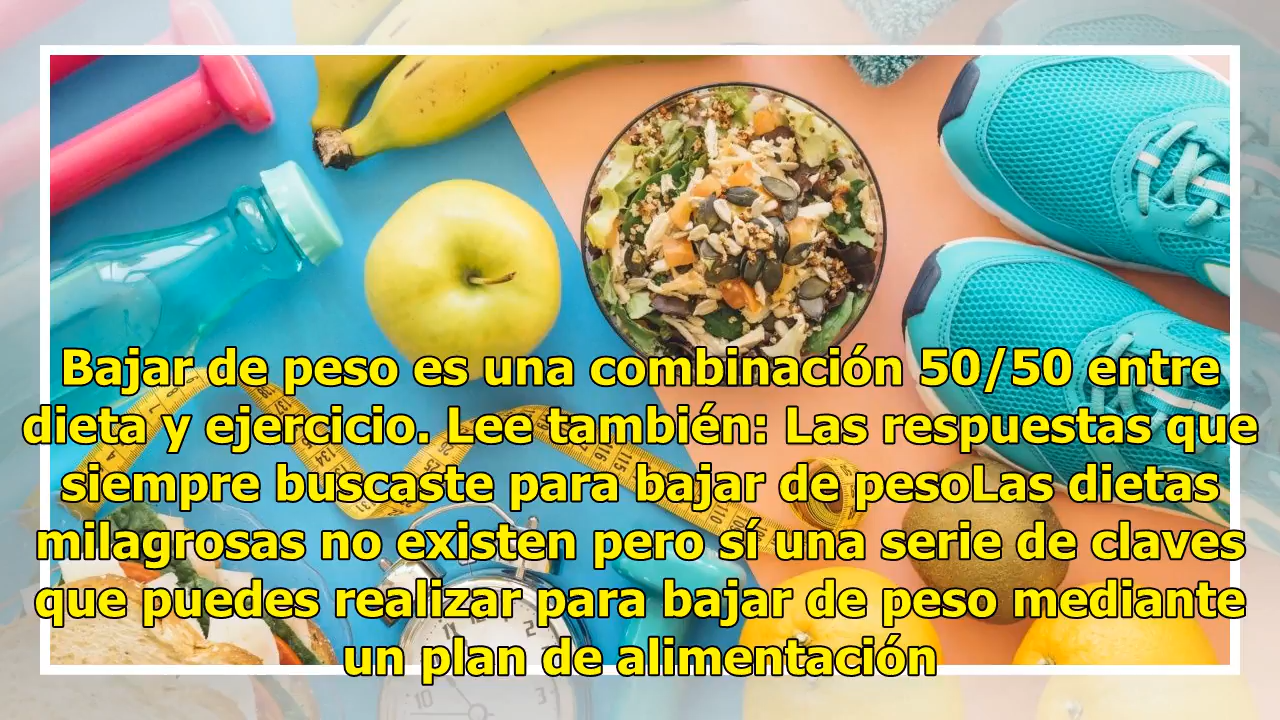 Bajar de peso es una combinación 50/50 entre
dieta y ejercicio. Lee también: Las respuestas que
siempre buscaste para bajar de pesoLas dietas
milagrosas no existen pero sí una serie de claves
que puedes realizar para bajar de peso mediante
un plan de alimentación